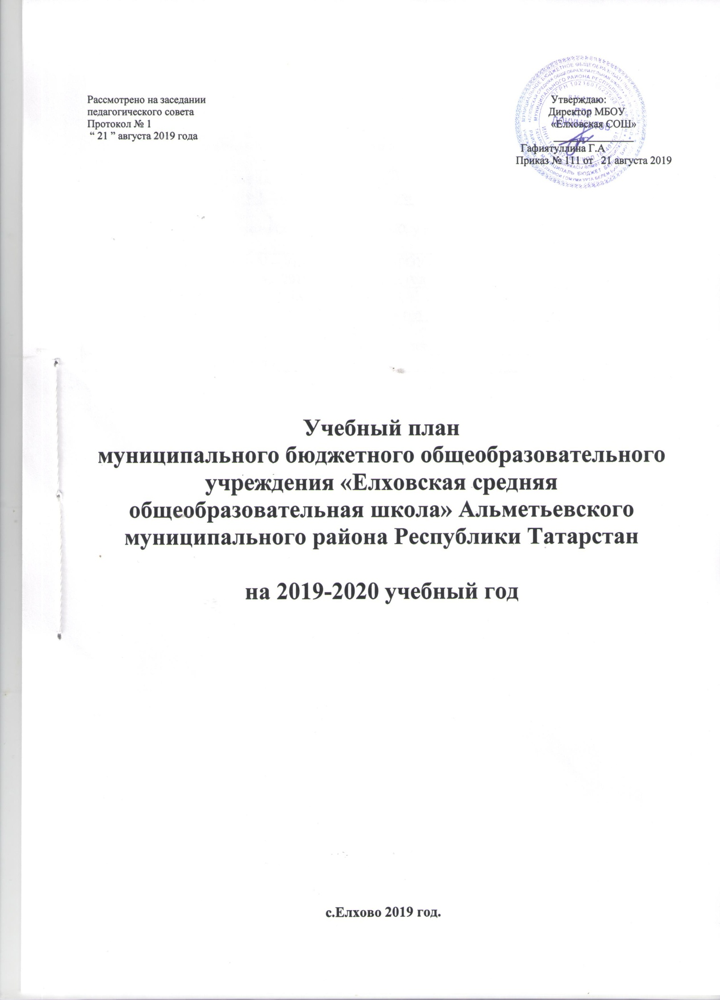 Рассмотрено на заседании
педагогического совета
Протокол № 1
“ 21 ” августа 2019 года
Утверждаю:
Директор МБОУ
«Елховская СОШ»
Гафиятуллина Г.А
Приказ № 111 от 21 августа 2019
ДЛЯ
ДОКУМЕНТОВ
Учебный план
муниципального бюджетного общеобразовательного
учреждения «Елховская средняя
общеобразовательная школа» Альметьевского
муниципального района Республики Татарстан
на 2019-2020 учебный год
с.Елхово 2019 год.